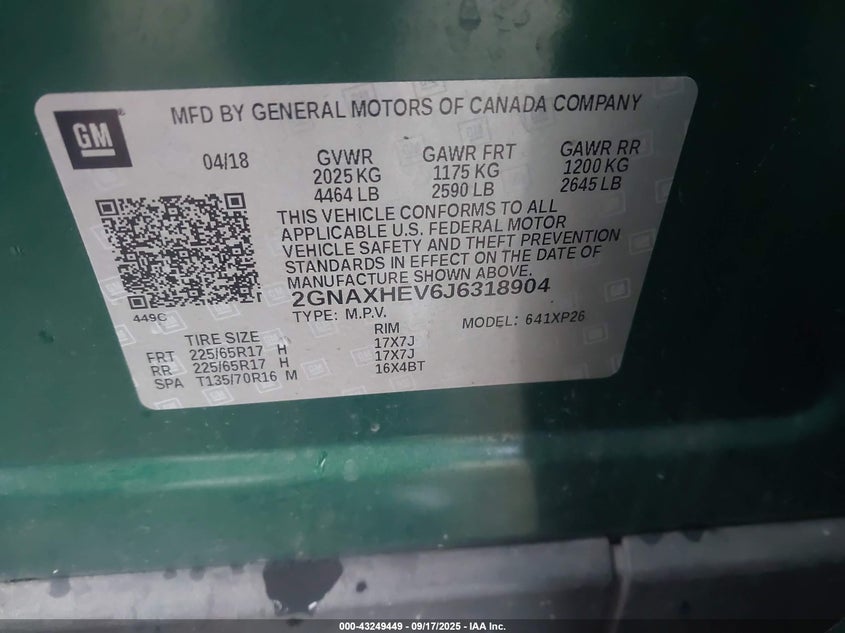 GM
MFD BY GENERAL MOTORS OF CANADA COMPANY
04/18 GVWR GAWR FRT GAWR RR
2025 KG 1175 KG 1200 KG
4464 LB 2590 LB 2645 LB
THIS VEHICLE CONFORMS TO ALL
APPLICABLE U.S. FEDERAL MOTOR
VEHICLE SAFETY AND THEFT PREVENTION
STANDARDS IN EFFECT ON THE DATE OF
MANUFACTURE SHOWN ABOVE.
2GNAXHEV6J6318904
449C
TYPE: M.P.V. MODEL: 641XP26
TIRE SIZE RIM
FRT 225/65R17 H 17X7J
RR 225/65R17 H 17X7J
SPA T135/70R16 M 16X4BT
000-43249449 - 09/17/2025 - IAA Inc.